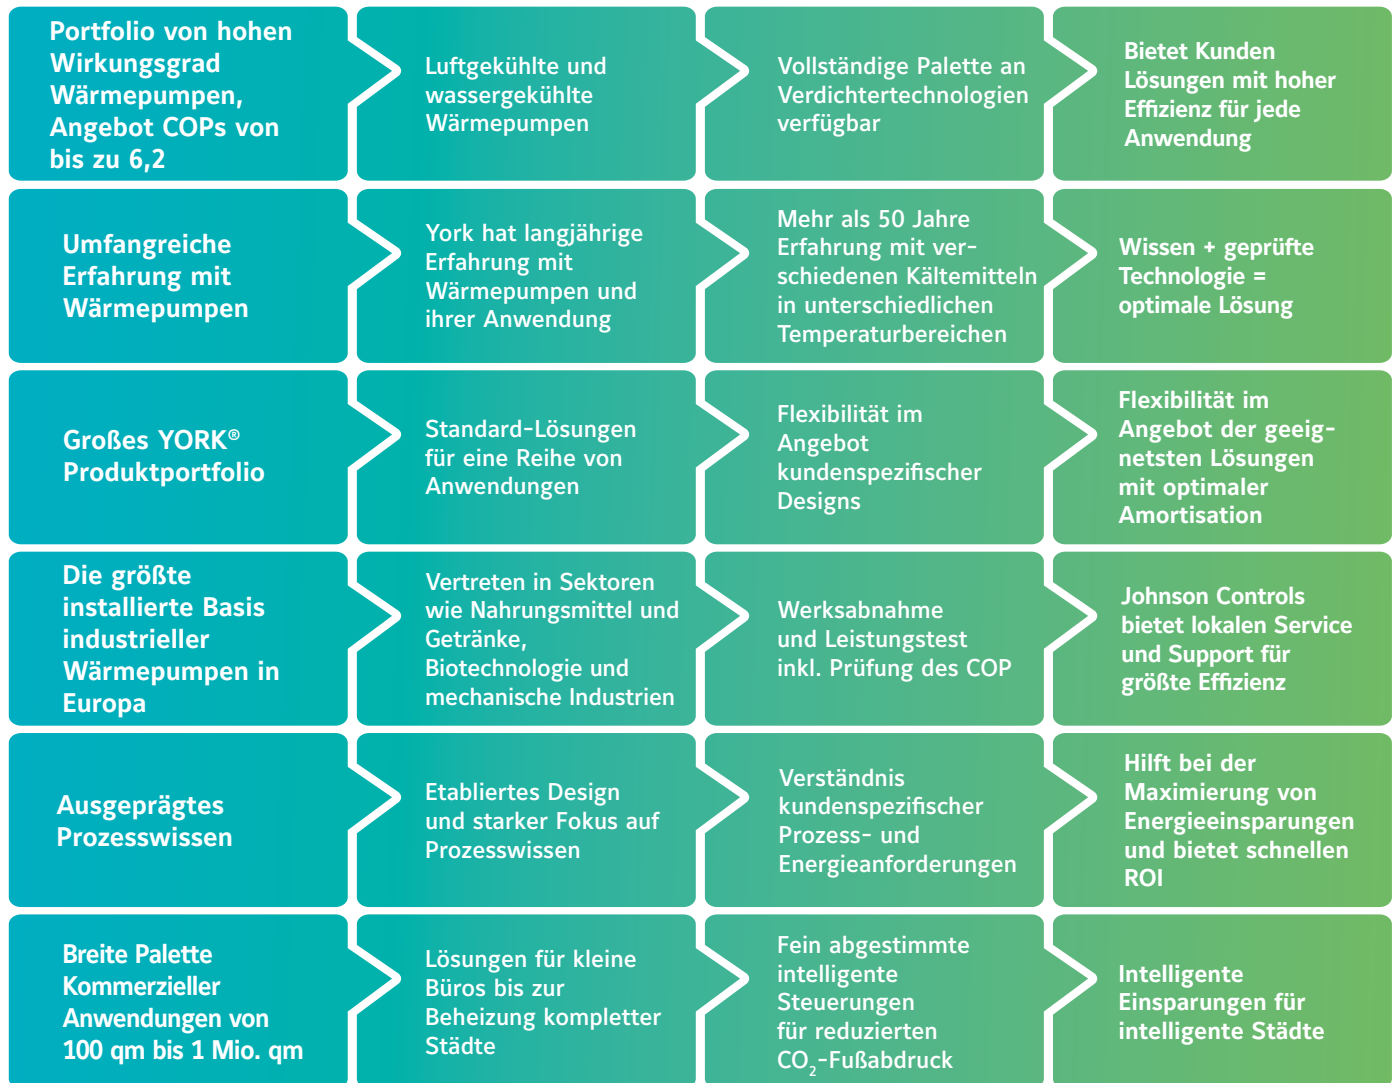 Portfolio von hohen
Wirkungsgrad
Wärmepumpen,
Angebot COPs von
bis zu 6,2
Luftgekühlte und
wassergekühlte
Wärmepumpen
Vollständige Palette an
Verdichtertechnologien
verfügbar
Bietet Kunden
Lösungen mit hoher
Effizienz für jede
Anwendung
Umfangreiche
Erfahrung mit
Wärmepumpen
York hat langjährige
Erfahrung mit
Wärmepumpen und
ihrer Anwendung
Mehr als 50 Jahre
Erfahrung mit ver-
schiedenen Kältemitteln
in unterschiedlichen
Temperaturbereichen
Wissen + geprüfte
Technologie =
optimale Lösung
Großes YORK®
Produktportfolio
Standard-Lösungen
für eine Reihe von
Anwendungen
Flexibilität im
Angebot
kundenspezifischer
Designs
Flexibilität im
Angebot der geeig-
netsten Lösungen
mit optimaler
Amortisation
Die größte
installierte Basis
industrieller
Wärmepumpen in
Europa
Vertreten in Sektoren
wie Nahrungsmittel und
Getränke,
Biotechnologie und
mechanische Industrien
Werksabnahme
und Leistungstest
inkl. Prüfung des COP
Johnson Controls
bietet lokalen Service
und Support für
größte Effizienz
Ausgeprägtes
Prozesswissen
Etabliertes Design
und starker Fokus auf
Prozesswissen
Verständnis
kundenspezifischer
Prozess- und
Energieanforderungen
Hilft bei der
Maximierung von
Energieeinsparungen
und bietet schnellen
ROI
Breite Palette
Kommerzieller
Anwendungen von
100 qm bis 1 Mio. qm
Lösungen für kleine
Büros bis zur
Beheizung kompletter
Städte
Fein abgestimmte
intelligente
Steuerungen
für reduzierten
CO₂-Fußabdruck
Intelligente
Einsparungen für
intelligente Städte